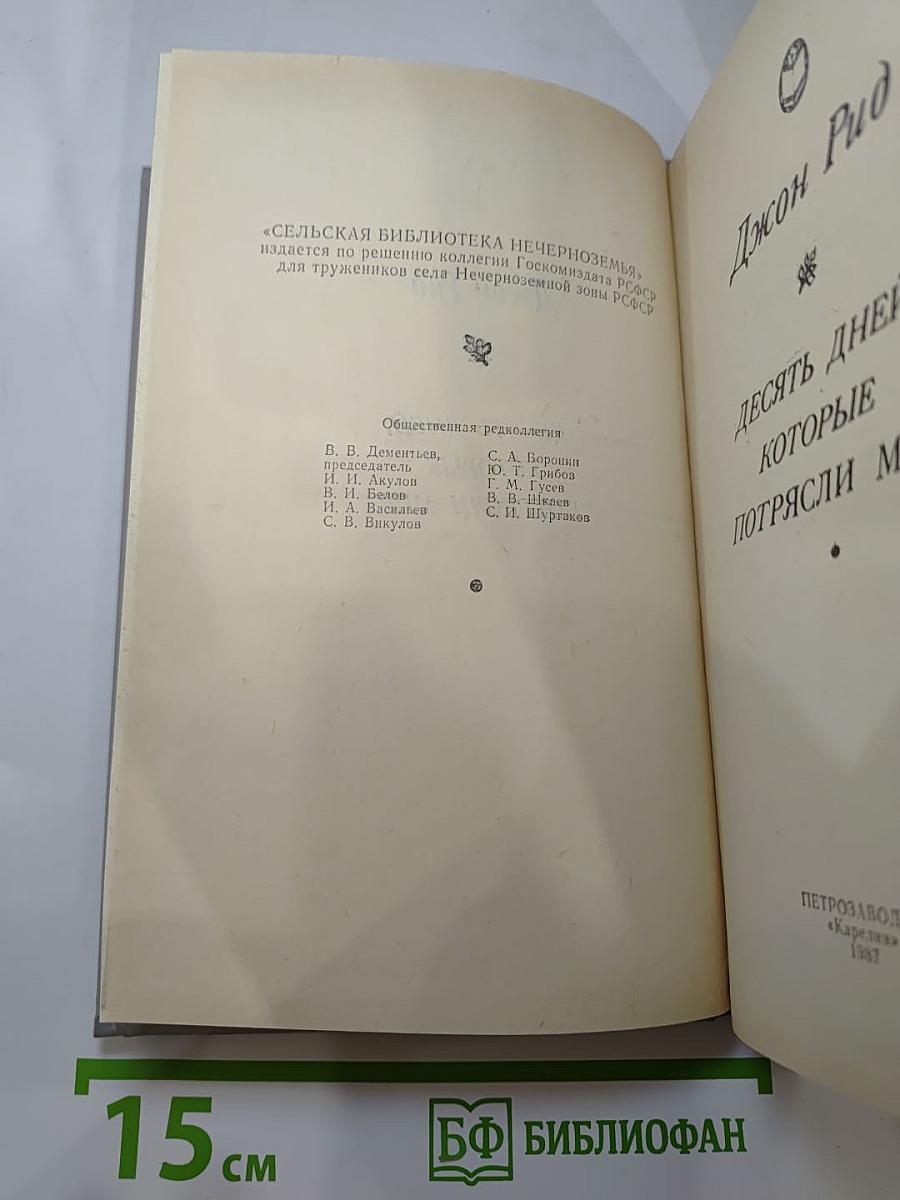 «СЕЛЬСКАЯ БИБЛИОТЕКА НЕЧЕРНОЗЕМЬЯ»
издается по решению коллегии Госкомиздата РСФСР
для тружеников села Нечерноземной зоны РСФСР
Общественная редколлегия
В. В. Дементьев,
председатель
И. И. Акулов
В. И. Белов
И. А. Васильев
С. В. Викулов
С. А. Воронин
Ю. Т. Грибов
Г. М. Гусев
В. В. Шкаев
С. И. Шуртаков
Джон Рид
ДЕСЯТЬ ДНЕЙ
КОТОРЫЕ
ПОТРЯСЛИ М
ПЕТРОЗАВОД
«Карелия»
1987
15 см
БФ БИБЛИОФАН